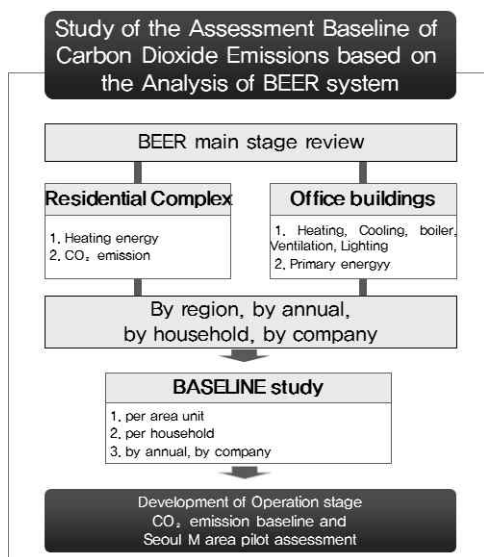 Study of the Assessment Baseline of
Carbon Dioxide Emissions based on
the Analysis of BEER system
BEER main stage review
Residential Complex
1. Heating energy
2. CO₂ emission
Office buildings
1. Heating, Cooling, boiler,
Ventilation, Lighting
2. Primary energyy
By region, by annual,
by household, by company
BASELINE study
1. per area unit
2. per household
3. by annual, by company
Development of Operation stage
CO₂ emission baseline and
Seoul M area pilot assessment